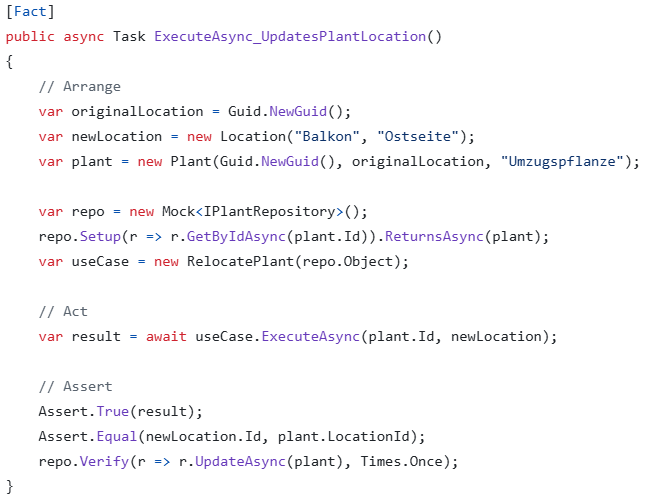 [Fact]
public async Task ExecuteAsync_UpdatesPlantLocation()
{
    // Arrange
    var originalLocation = Guid.NewGuid();
    var newLocation = new Location("Balkon", "Ostseite");
    var plant = new Plant(Guid.NewGuid(), originalLocation, "Umzugspflanze");

    var repo = new Mock<IPlantRepository>();
    repo.Setup(r => r.GetByIdAsync(plant.Id)).ReturnsAsync(plant);
    var useCase = new RelocatePlant(repo.Object);

    // Act
    var result = await useCase.ExecuteAsync(plant.Id, newLocation);

    // Assert
    Assert.True(result);
    Assert.Equal(newLocation.Id, plant.LocationId);
    repo.Verify(r => r.UpdateAsync(plant), Times.Once);
}